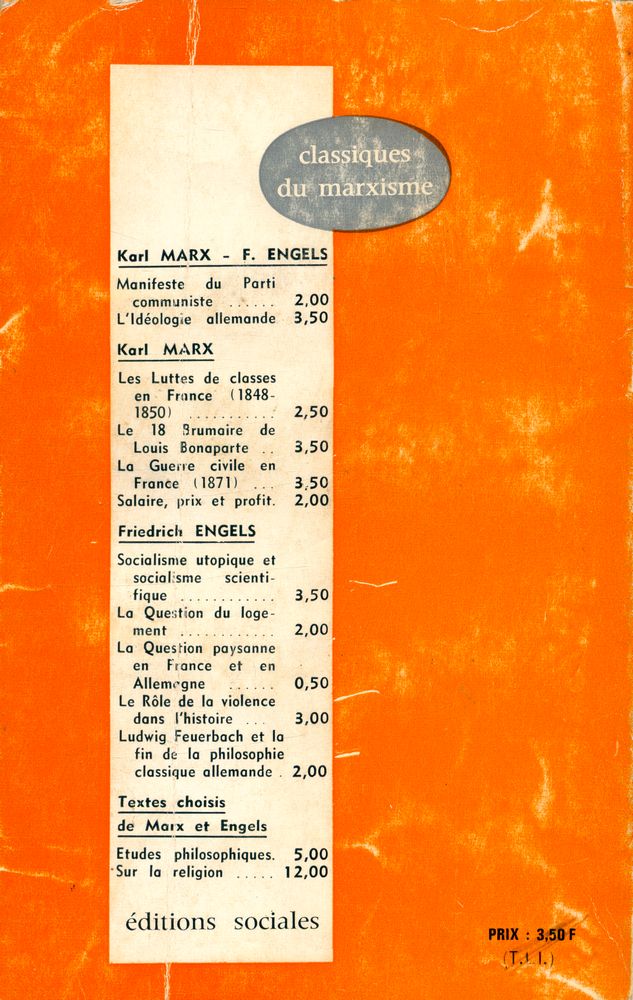 classiques
du marxisme
Karl MARX - F. ENGELS
Manifeste du Parti
communiste ...... 2,00
L'Idéologie allemande 3,50
Karl MARX
Les Luttes de classes
en France (1848-
1850) ........... 2,50
Le 18 Brumaire de
Louis Bonaparte .. 3,50
La Guerre civile en
France (1871) ... 3,50
Salaire, prix et profit. 2,00
Friedrich ENGELS
Socialisme utopique et
socialisme scienti-
fique ............ 3,50
La Question du loge-
ment ............ 2,00
La Question paysanne
en France et en
Allemagne ...... 0,50
Le Rôle de la violence
dans l'histoire ... 3,00
Ludwig Feuerbach et la
fin de la philosophie
classique allemande . 2,00
Textes choisis
de Marx et Engels
Etudes philosophiques. 5,00
Sur la religion ..... 12,00
éditions sociales
PRIX : 3,50 F
(T.L.I.)